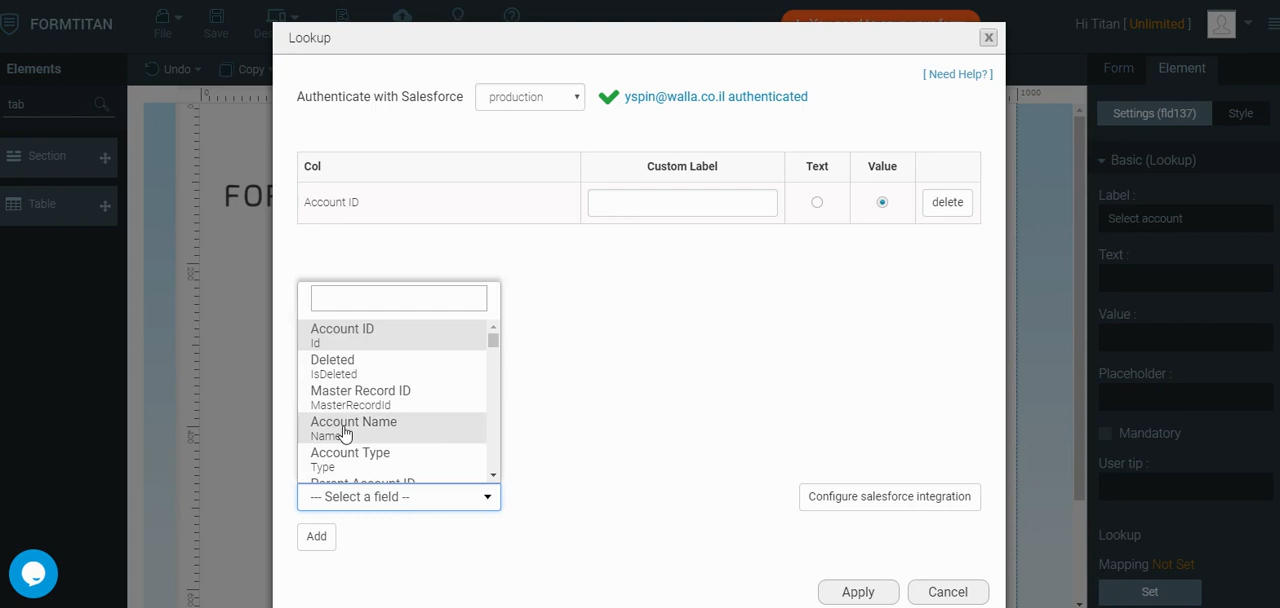 FORMTITAN
File
Save
Hi Titan [ Unlimited ]
Lookup
x
Elements
Undo
Copy
Form
Element
[ Need Help? ]
tab
Authenticate with Salesforce
production
yspin@walla.co.il authenticated
1000
Settings (fld137)
Style
Section
Table
Basic (Lookup)
Col
Custom Label
Text
Value
Account ID
delete
Label :
Select account
Text :
Value :
Placeholder :
Mandatory
User tip :
Account ID
Id
Deleted
IsDeleted
Master Record ID
MasterRecordId
Account Name
Name
Account Type
Type
Parent Account ID
--- Select a field --
Configure salesforce integration
Add
Lookup
Mapping Not Set
Set
Apply
Cancel